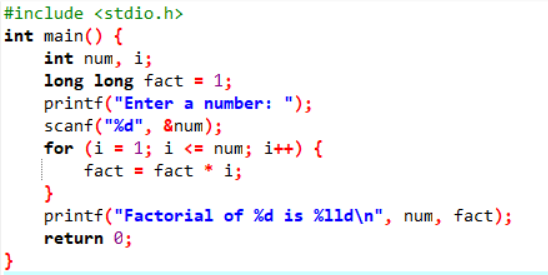 #include <stdio.h>
int main() {
    int num, i;
    long long fact = 1;
    printf("Enter a number: ");
    scanf("%d", &num);
    for (i = 1; i <= num; i++) {
        fact = fact * i;
    }
    printf("Factorial of %d is %lld\n", num, fact);
    return 0;
}